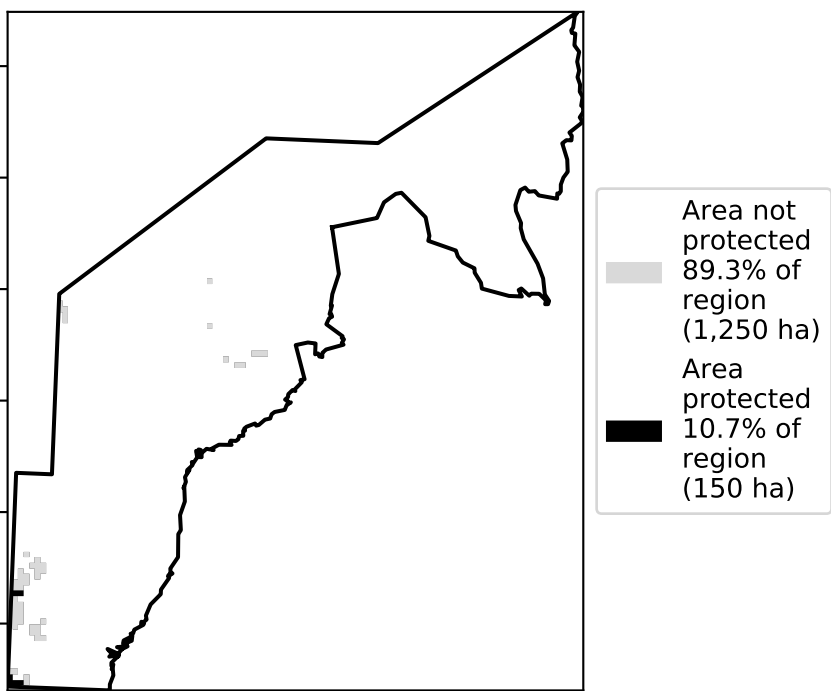 Area not
protected
89.3% of
region
(1,250 ha)
Area
protected
10.7% of
region
(150 ha)